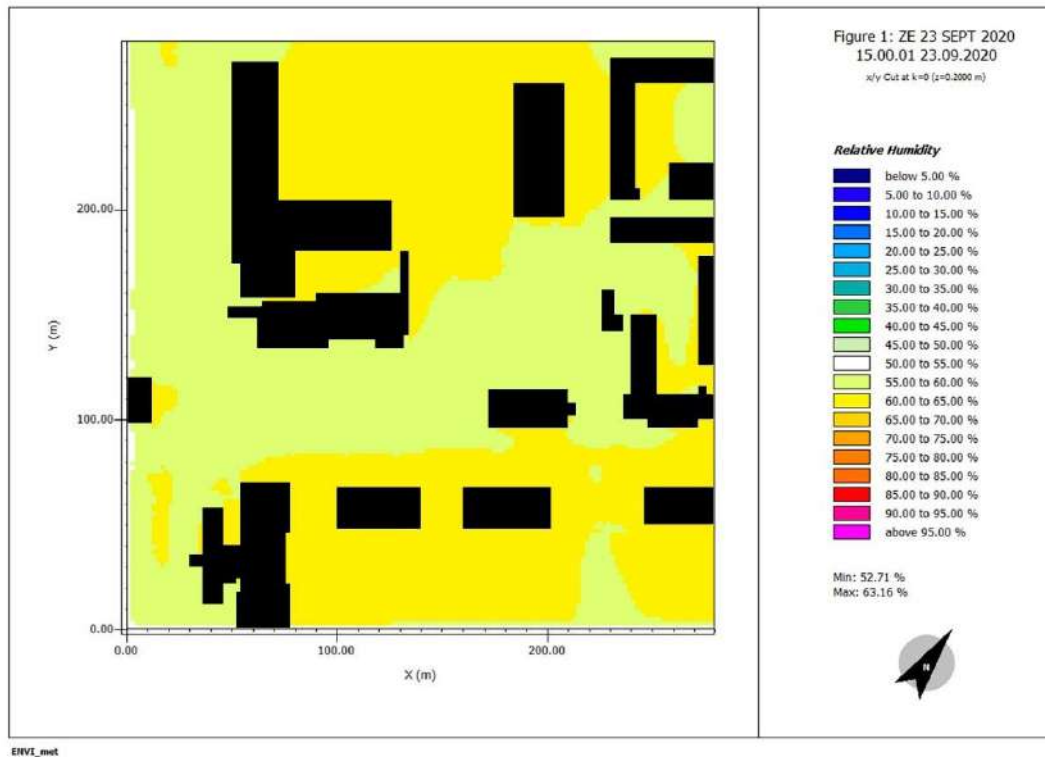 Figure 1: ZE 23 SEPT 2020
15.00.01 23.09.2020
x/y Cut at k=0 (z=0.2000 m)
Relative Humidity
below 5.00 %
5.00 to 10.00 %
10.00 to 15.00 %
15.00 to 20.00 %
20.00 to 25.00 %
25.00 to 30.00 %
30.00 to 35.00 %
35.00 to 40.00 %
40.00 to 45.00 %
45.00 to 50.00 %
50.00 to 55.00 %
55.00 to 60.00 %
60.00 to 65.00 %
65.00 to 70.00 %
70.00 to 75.00 %
75.00 to 80.00 %
80.00 to 85.00 %
85.00 to 90.00 %
90.00 to 95.00 %
above 95.00 %
Min: 52.71 %
Max: 63.16 %
N
200.00
Y (m)
100.00
0.00
0.00 100.00 200.00
X (m)
ENVI_met